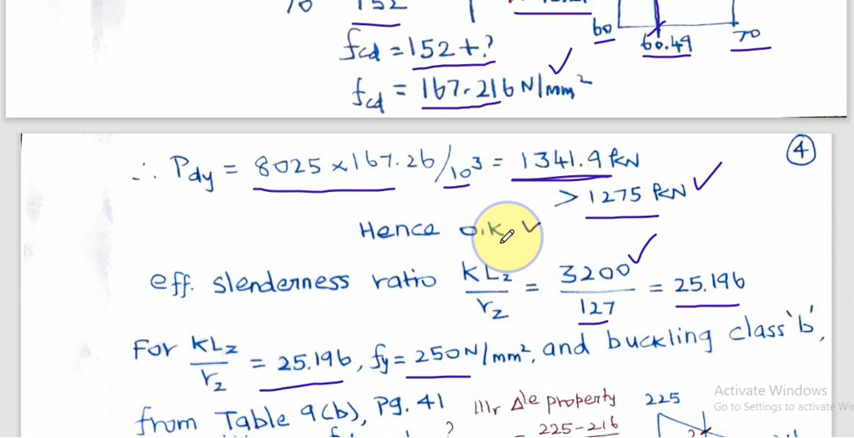 70 152
fcd = 152 + ?
60 60.49 70
fcd = 167.216 N/mm²
④
∴ Pdy = 8025 × 167.26/10³ = 1341.9 kN
> 1275 kN
Hence o.k
eff. slenderness ratio KLz/rz = 3200/127 = 25.196
For KLz/rz = 25.196, fy = 250 N/mm², and buckling class 'b',
from Table 9(b), Pg. 41 lllr Δle property 225
? 225-216
Activate Windows
Go to Settings to activate Wi